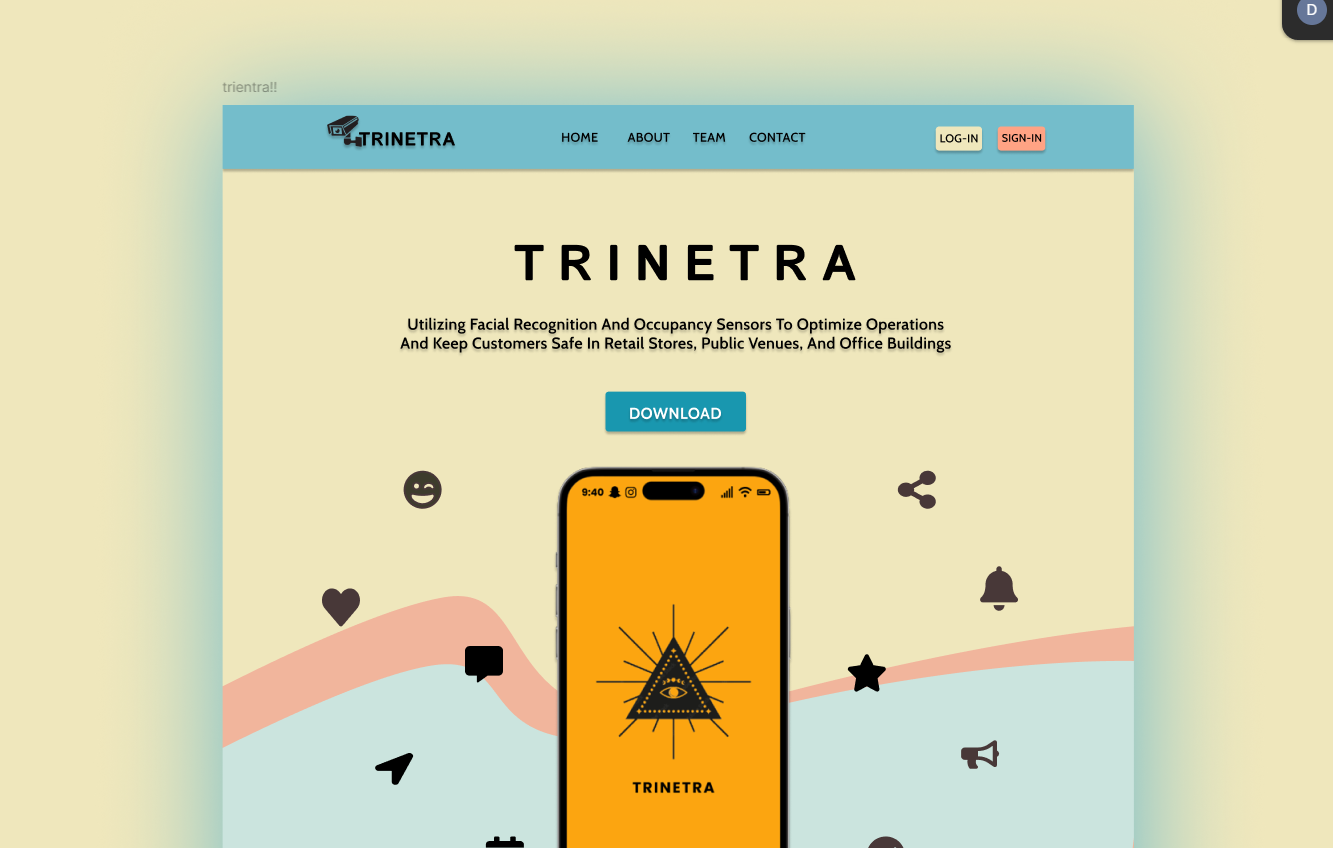 D
trientra!!
TRINETRA
HOME ABOUT TEAM CONTACT
LOG-IN SIGN-IN
TRINETRA
Utilizing Facial Recognition And Occupancy Sensors To Optimize Operations
And Keep Customers Safe In Retail Stores, Public Venues, And Office Buildings
DOWNLOAD
9:40
TRINETRA